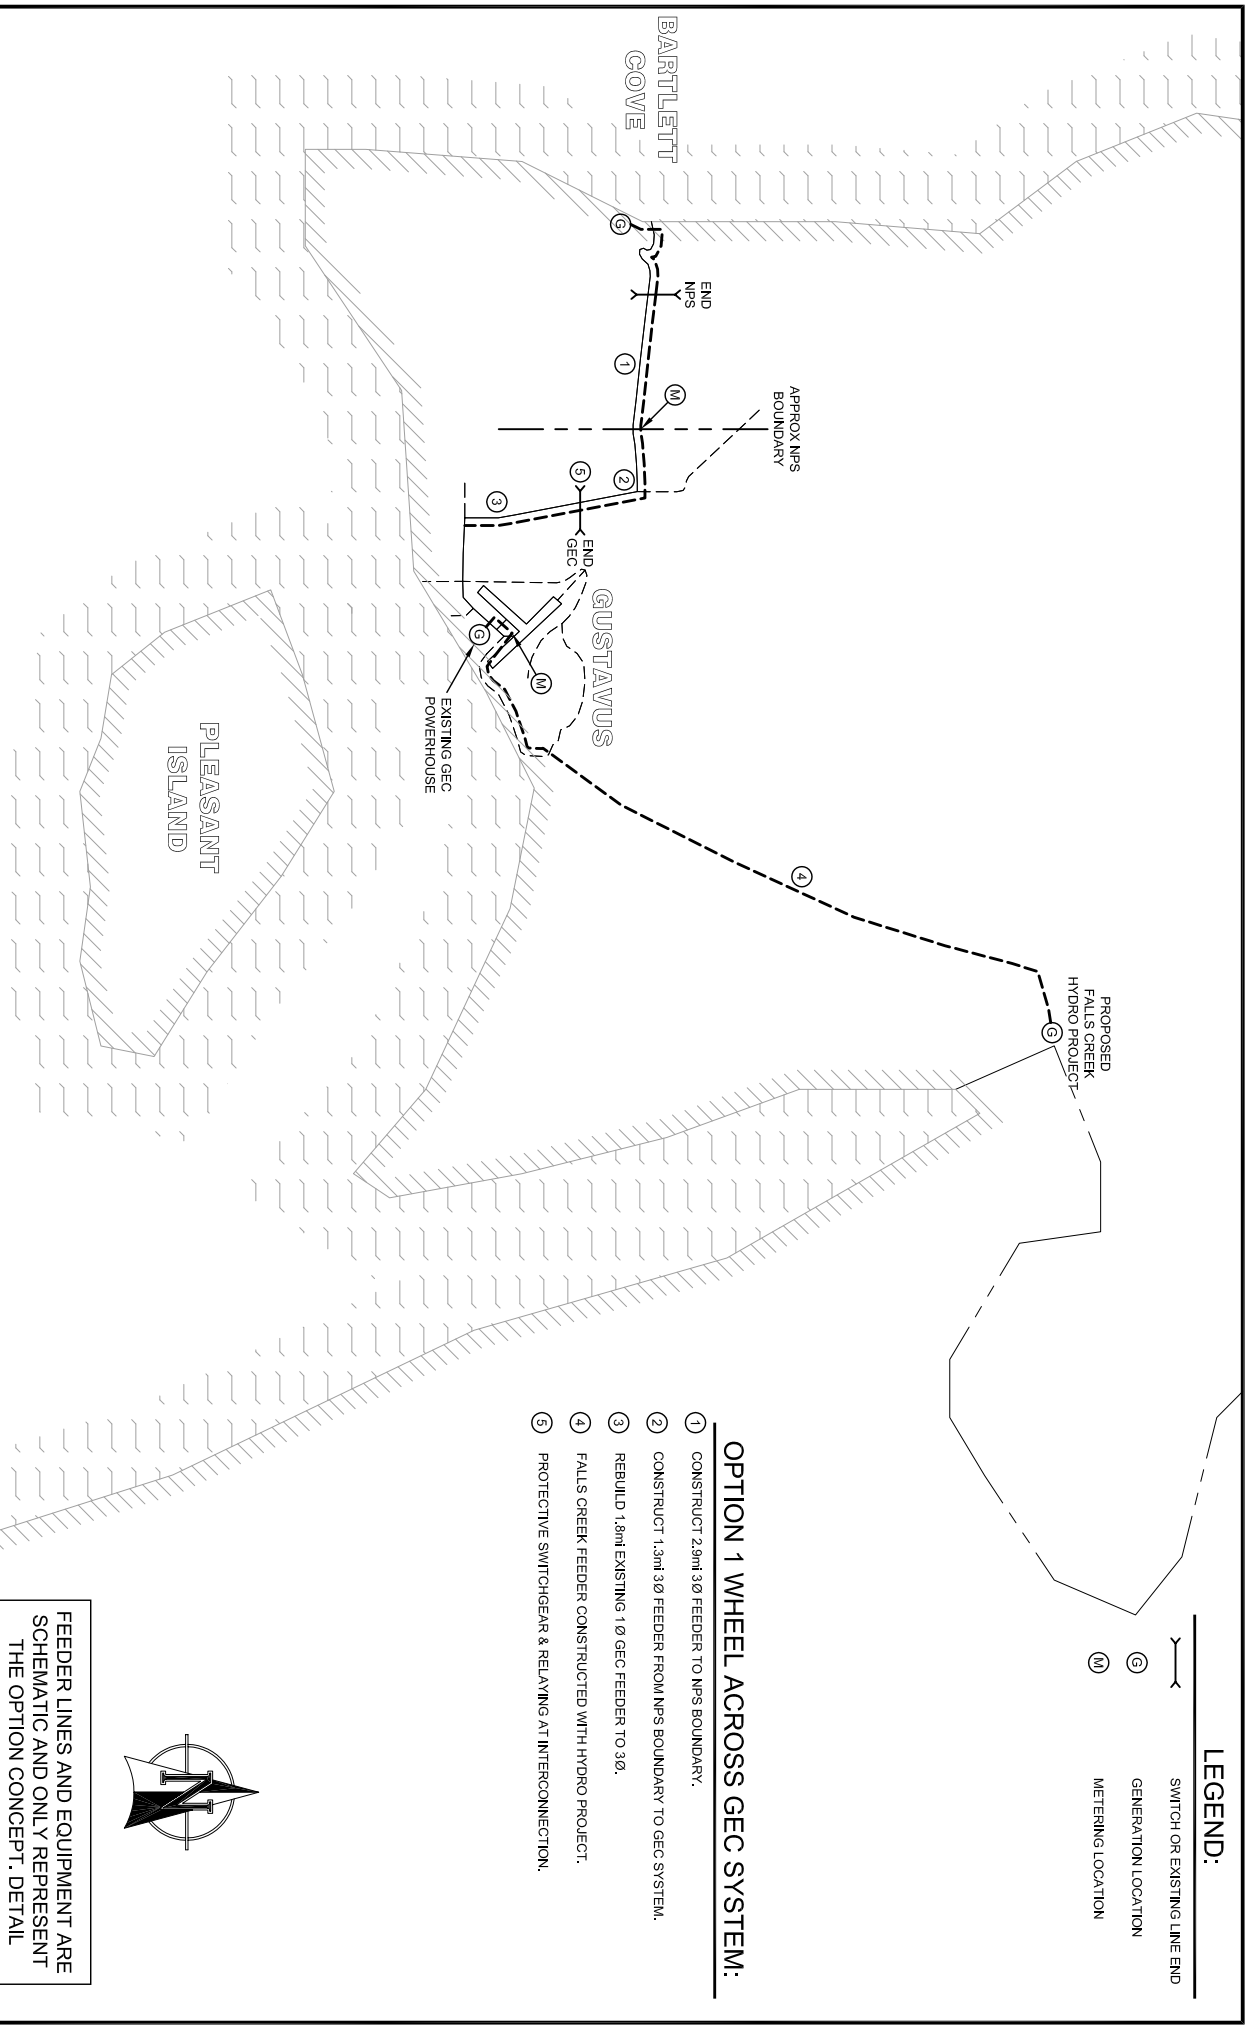 BARTLETT
COVE
G
END
NPS
1
M
APPROX NPS
BOUNDARY
5
2
3
END
GEC
GUSTAVUS
G
M
EXISTING GEC
POWERHOUSE
PLEASANT
ISLAND
4
PROPOSED
FALLS CREEK
HYDRO PROJECT
G
LEGEND:
SWITCH OR EXISTING LINE END
G GENERATION LOCATION
M METERING LOCATION
OPTION 1 WHEEL ACROSS GEC SYSTEM:
1 CONSTRUCT 2.9mi 3Ø FEEDER TO NPS BOUNDARY.
2 CONSTRUCT 1.3mi 3Ø FEEDER FROM NPS BOUNDARY TO GEC SYSTEM.
3 REBUILD 1.8mi EXISTING 1Ø GEC FEEDER TO 3Ø.
4 FALLS CREEK FEEDER CONSTRUCTED WITH HYDRO PROJECT.
5 PROTECTIVE SWITCHGEAR & RELAYING AT INTERCONNECTION.
N
FEEDER LINES AND EQUIPMENT ARE
SCHEMATIC AND ONLY REPRESENT
THE OPTION CONCEPT. DETAIL